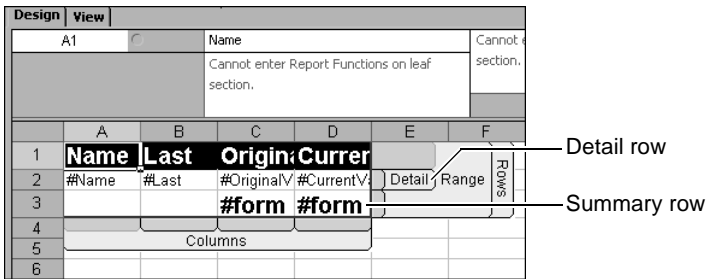 Design View
A1 Name Cannot e
Cannot enter Report Functions on leaf section.
section.
A B C D E F
1 Name Last Origina Curren
2 #Name #Last #OriginalV #CurrentVa Detail Range Rows
Detail row
3 #form #form
Summary row
4
5 Columns
6